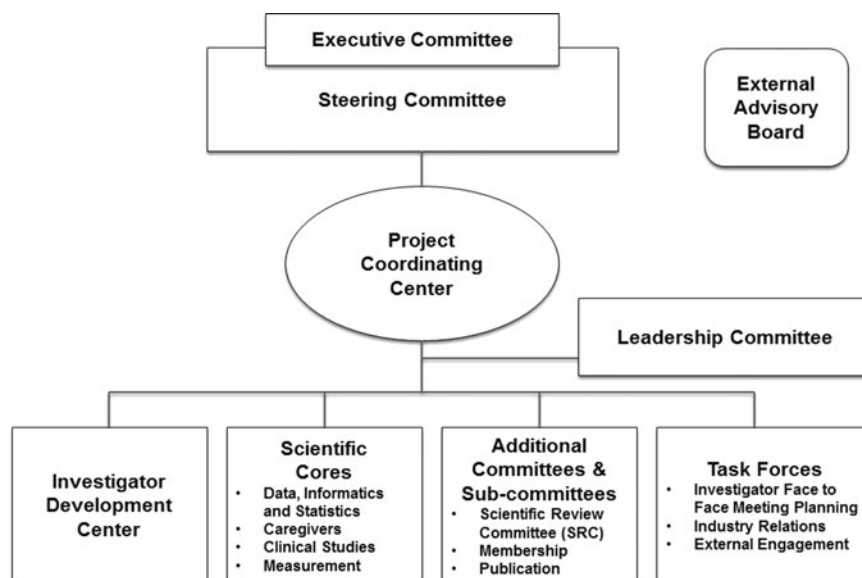 Executive Committee
Steering Committee
External
Advisory
Board
Project
Coordinating
Center
Leadership Committee
Investigator
Development
Center
Scientific
Cores
• Data, Informatics
and Statistics
• Caregivers
• Clinical Studies
• Measurement
Additional
Committees &
Sub-committees
• Scientific Review
Committee (SRC)
• Membership
• Publication
Task Forces
• Investigator Face to
Face Meeting Planning
• Industry Relations
• External Engagement